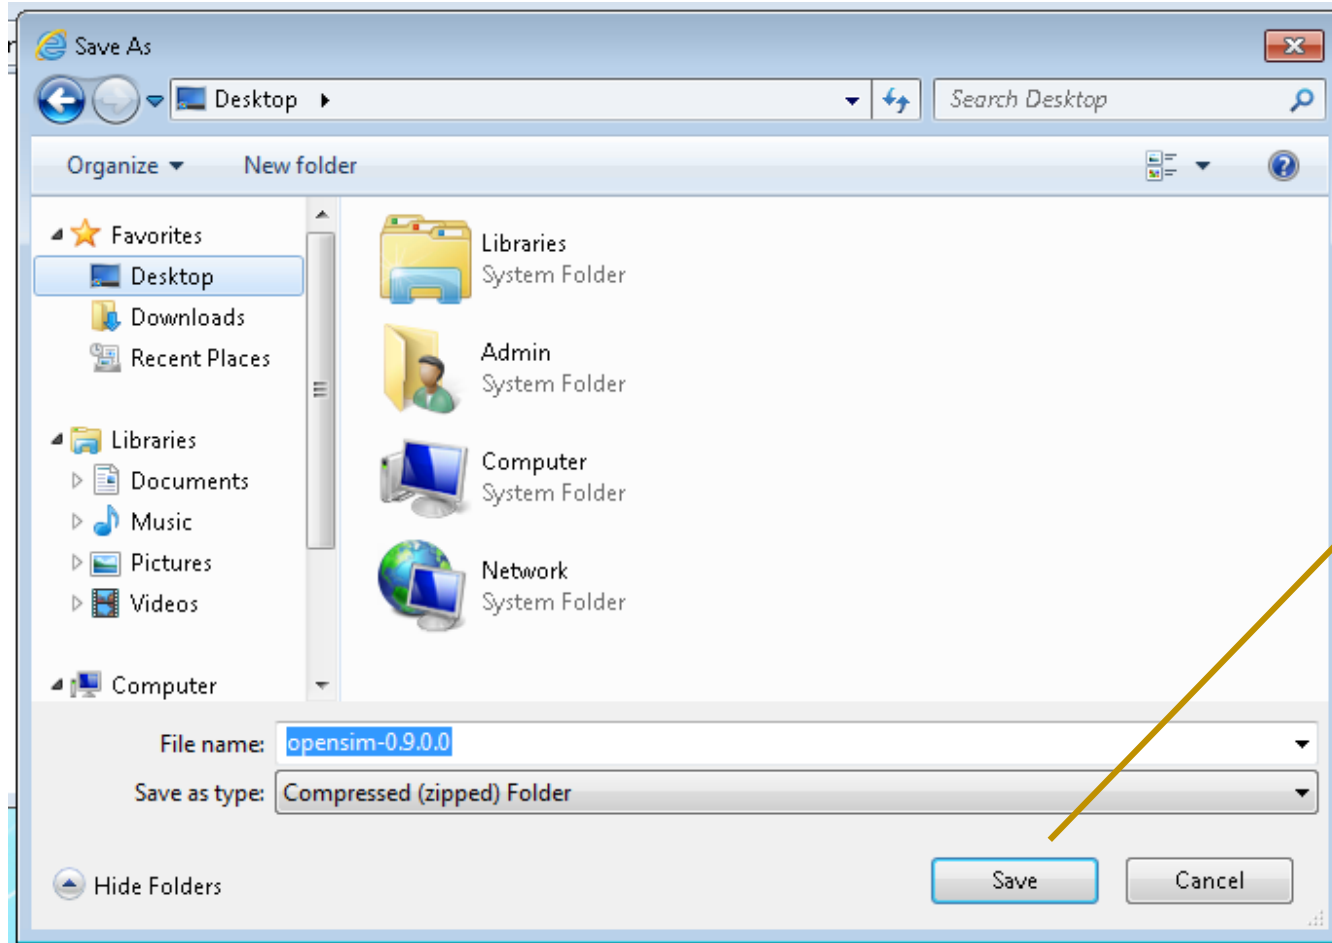 Save As
Desktop
Search Desktop
Organize
New folder
Favorites
Desktop
Downloads
Recent Places
Libraries
Documents
Music
Pictures
Videos
Computer
Libraries
System Folder
Admin
System Folder
Computer
System Folder
Network
System Folder
File name: opensim-0.9.0.0
Save as type: Compressed (zipped) Folder
Hide Folders
Save
Cancel